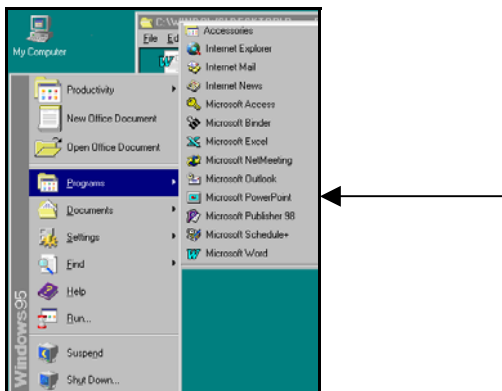 My Computer
File Ed
Productivity
New Office Document
Open Office Document
Programs
Documents
Settings
Find
Help
Run...
Suspend
Shut Down...
Windows95
Accessories
Internet Explorer
Internet Mail
Internet News
Microsoft Access
Microsoft Binder
Microsoft Excel
Microsoft NetMeeting
Microsoft Outlook
Microsoft PowerPoint
Microsoft Publisher 98
Microsoft Schedule+
Microsoft Word